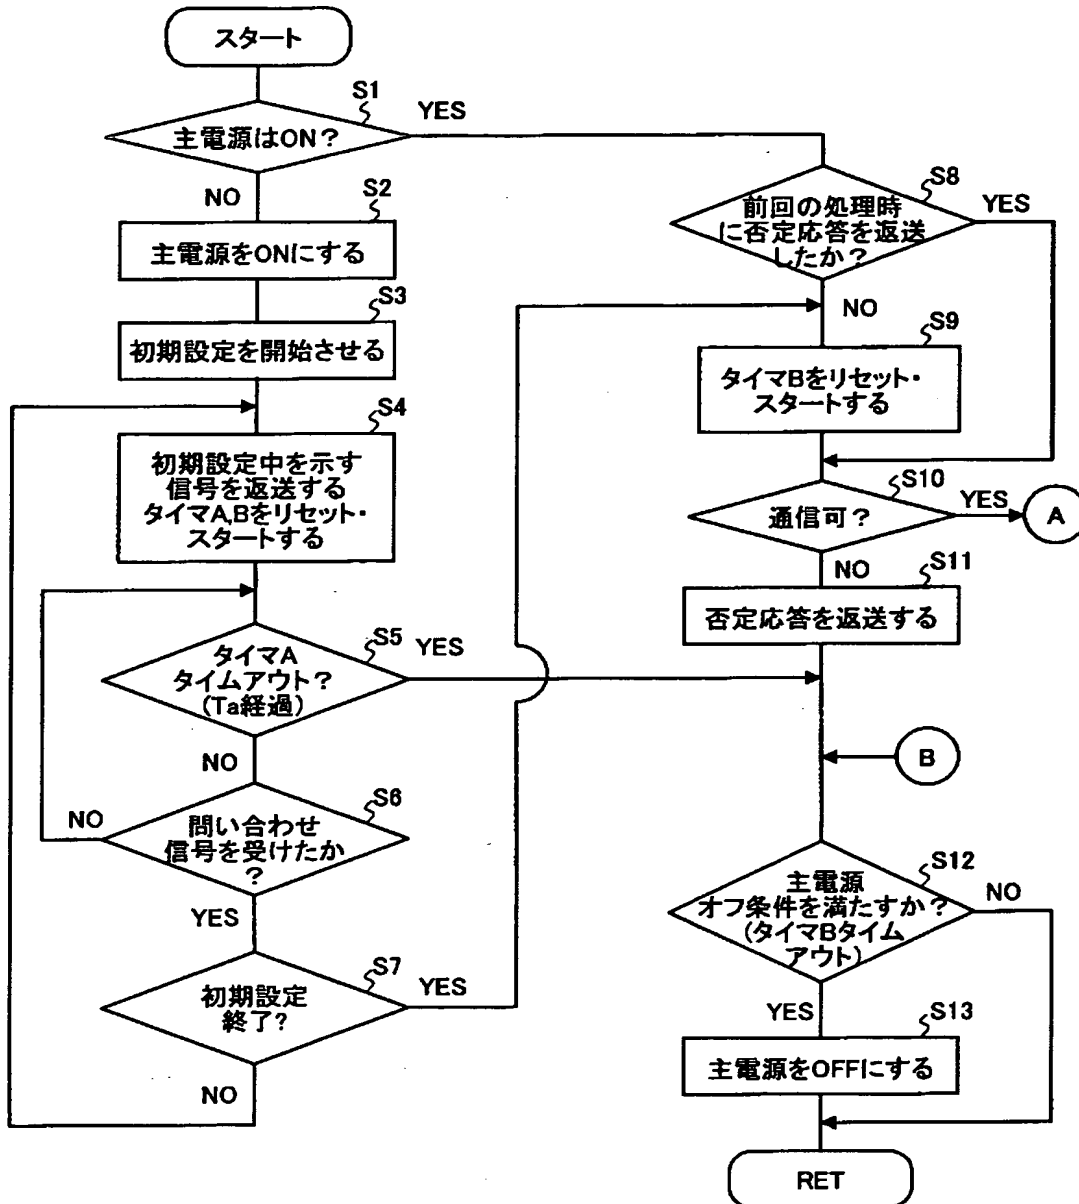 スタート
S1
主電源はON?
YES
NO
S2
主電源をONにする
S3
初期設定を開始させる
S4
初期設定中を示す
信号を返送する
タイマA,Bをリセット・
スタートする
S5
タイマA
タイムアウト?
(Ta経過)
YES
NO
S6
問い合わせ
信号を受けたか
?
NO
YES
S7
初期設定
終了?
YES
NO
S8
前回の処理時
に否定応答を返送
したか?
YES
NO
S9
タイマBをリセット・
スタートする
S10
通信可?
YES
A
NO
S11
否定応答を返送する
B
S12
主電源
オフ条件を満たすか?
(タイマBタイム
アウト)
NO
YES
S13
主電源をOFFにする
RET